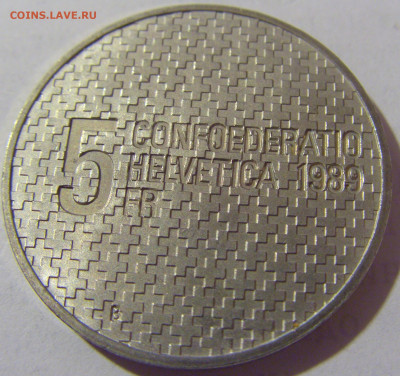 COINS.LAVE.RU
5 CONFOEDERATIO
HELVETICA 1989
FR
B